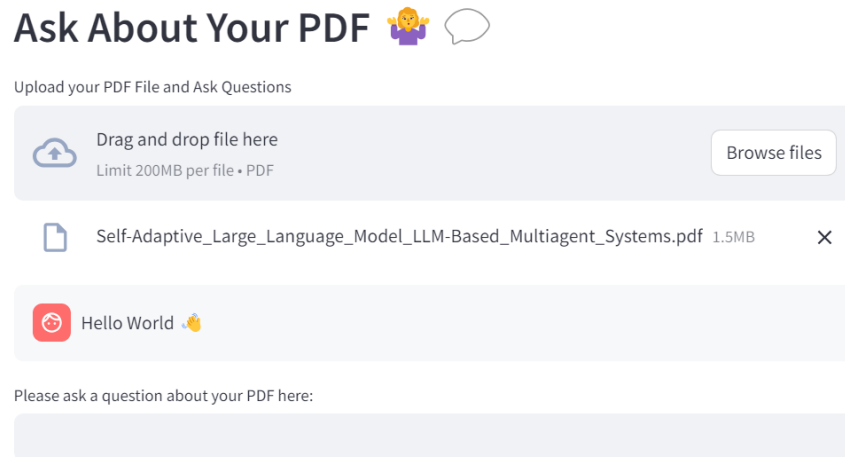 Ask About Your PDF 🤷‍♀️ 💬
Upload your PDF File and Ask Questions
Drag and drop file here
Limit 200MB per file • PDF
Browse files
Self-Adaptive_Large_Language_Model_LLM-Based_Multiagent_Systems.pdf 1.5MB
Hello World 👋
Please ask a question about your PDF here: